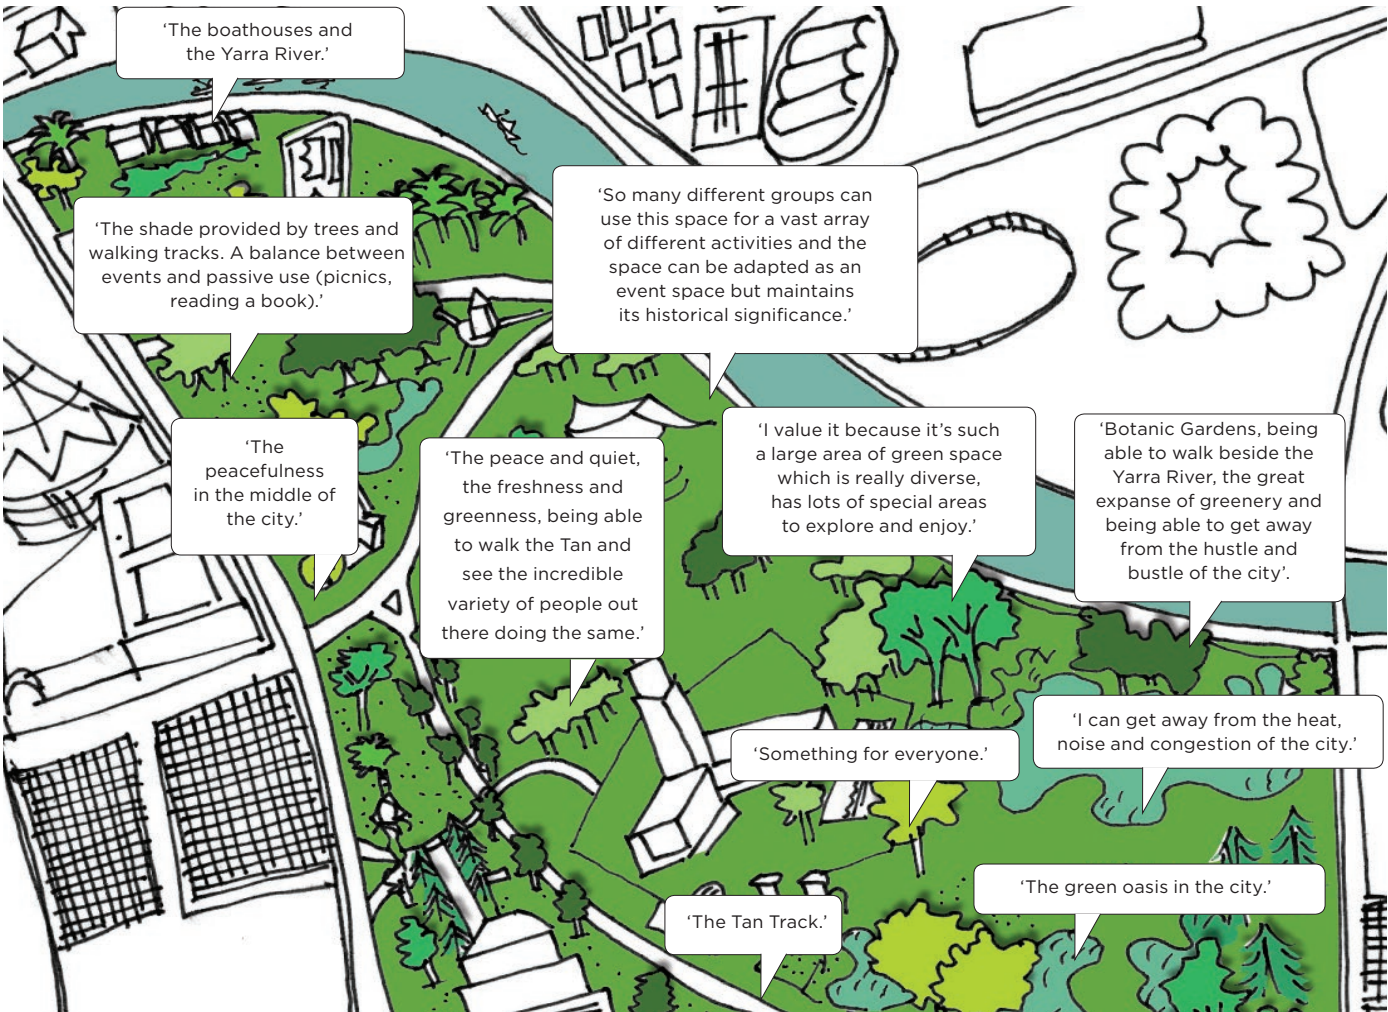 ‘The boathouses and
the Yarra River.’
‘The shade provided by trees and
walking tracks. A balance between
events and passive use (picnics,
reading a book).’
‘So many different groups can
use this space for a vast array
of different activities and the
space can be adapted as an
event space but maintains
its historical significance.’
‘The
peacefulness
in the middle of
the city.’
‘The peace and quiet,
the freshness and
greenness, being able
to walk the Tan and
see the incredible
variety of people out
there doing the same.’
‘I value it because it’s such
a large area of green space
which is really diverse,
has lots of special areas
to explore and enjoy.’
‘Botanic Gardens, being
able to walk beside the
Yarra River, the great
expanse of greenery and
being able to get away
from the hustle and
bustle of the city’.
‘I can get away from the heat,
noise and congestion of the city.’
‘Something for everyone.’
‘The green oasis in the city.’
‘The Tan Track.’